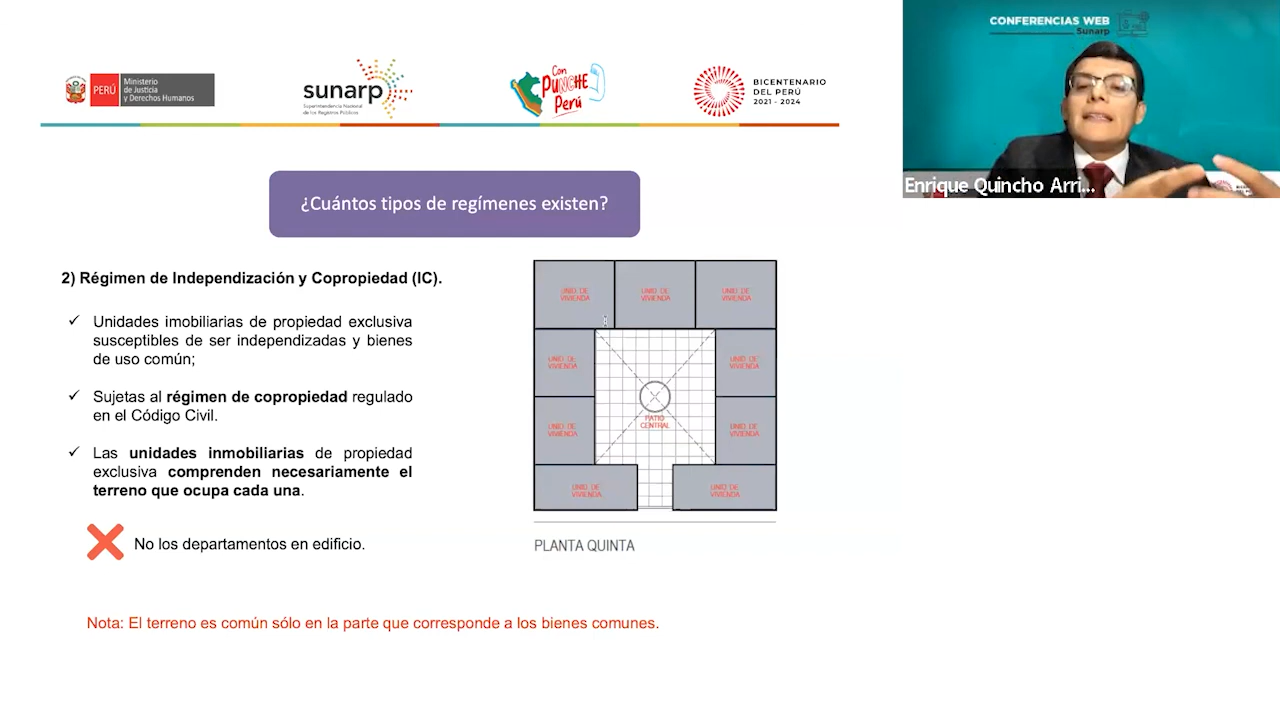 CONFERENCIAS WEB
Sunarp
PERÚ
Ministerio
de Justicia
y Derechos Humanos
sunarp
Superintendencia Nacional
de los Registros Públicos
Con
PUNCHE
Perú
BICENTENARIO
DEL PERÚ
2021 - 2024
Enrique Quincho Arri...
¿Cuántos tipos de regímenes existen?
2) Régimen de Independización y Copropiedad (IC).
✓ Unidades imobiliarias de propiedad exclusiva
susceptibles de ser independizadas y bienes
de uso común;
✓ Sujetas al régimen de copropiedad regulado
en el Código Civil.
✓ Las unidades inmobiliarias de propiedad
exclusiva comprenden necesariamente el
terreno que ocupa cada una.
No los departamentos en edificio.
UNID. DE
VIVIENDA
UNID. DE
VIVIENDA
UNID. DE
VIVIENDA
UNID. DE
VIVIENDA
UNID. DE
VIVIENDA
UNID. DE
VIVIENDA
UNID. DE
VIVIENDA
PATIO
CENTRAL
UNID. DE
VIVIENDA
UNID. DE
VIVIENDA
PLANTA QUINTA
Nota: El terreno es común sólo en la parte que corresponde a los bienes comunes.